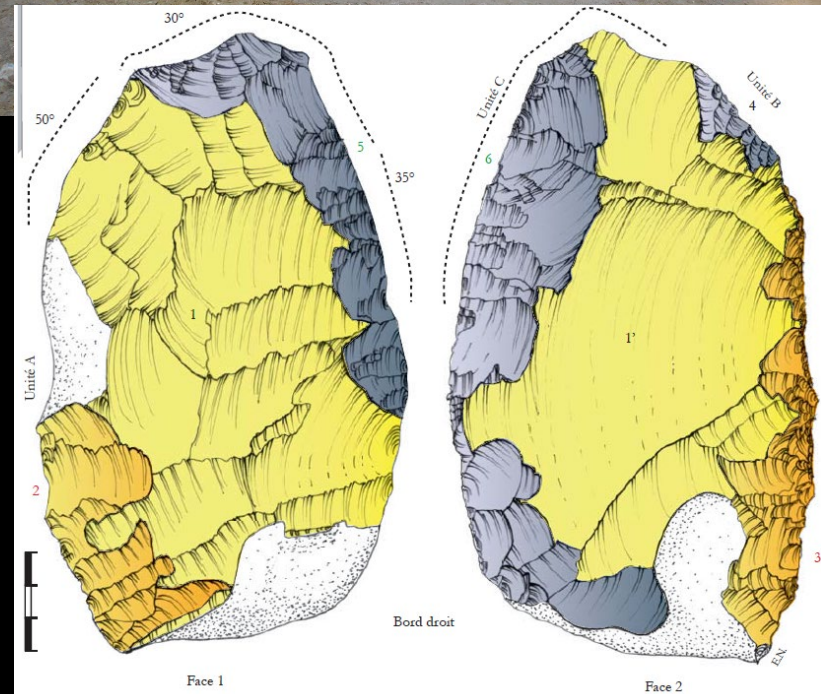 30°
50°
5
35°
1
Unité A
2
Face 1
Bord droit
Unité C
6
Unité B
4
1'
3
E.N.
Face 2